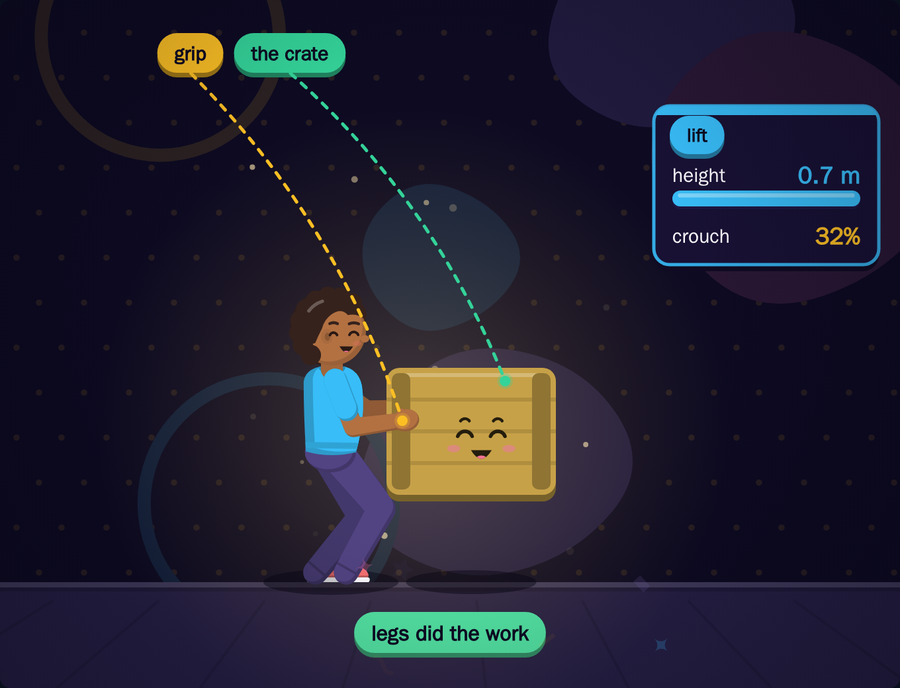 grip
the crate
lift
height 0.7 m
crouch 32%
legs did the work